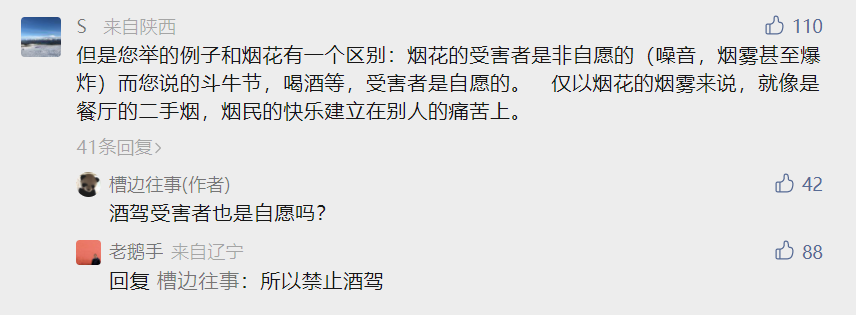 S 来自陕西 110
但是您举的例子和烟花有一个区别：烟花的受害者是非自愿的（噪音，烟雾甚至爆
炸）而您说的斗牛节，喝酒等，受害者是自愿的。 仅以烟花的烟雾来说，就像是
餐厅的二手烟，烟民的快乐建立在别人的痛苦上。
41条回复>
槽边往事(作者) 42
酒驾受害者也是自愿吗？
老鹅手 来自辽宁 88
回复 槽边往事：所以禁止酒驾